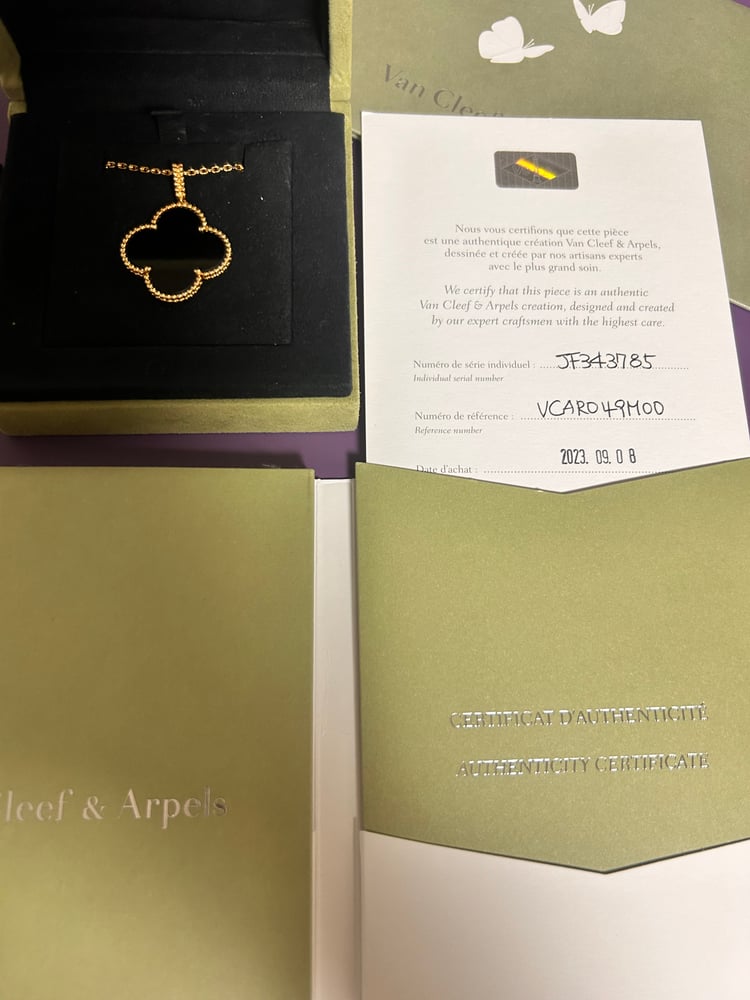 Van Cleef
Nous vous certifions que cette pièce
est une authentique création Van Cleef & Arpels,
dessinée et créée par nos artisans experts
avec le plus grand soin.
We certify that this piece is an authentic
Van Cleef & Arpels creation, designed and created
by our expert craftsmen with the highest care.
Numéro de série individuel : JF343785
Individual serial number
Numéro de référence : VCARO49M00
Reference number
Date d'achat : 2023. 09. 08
CERTIFICAT D'AUTHENTICITÉ
AUTHENTICITY CERTIFICATE
Cleef & Arpels